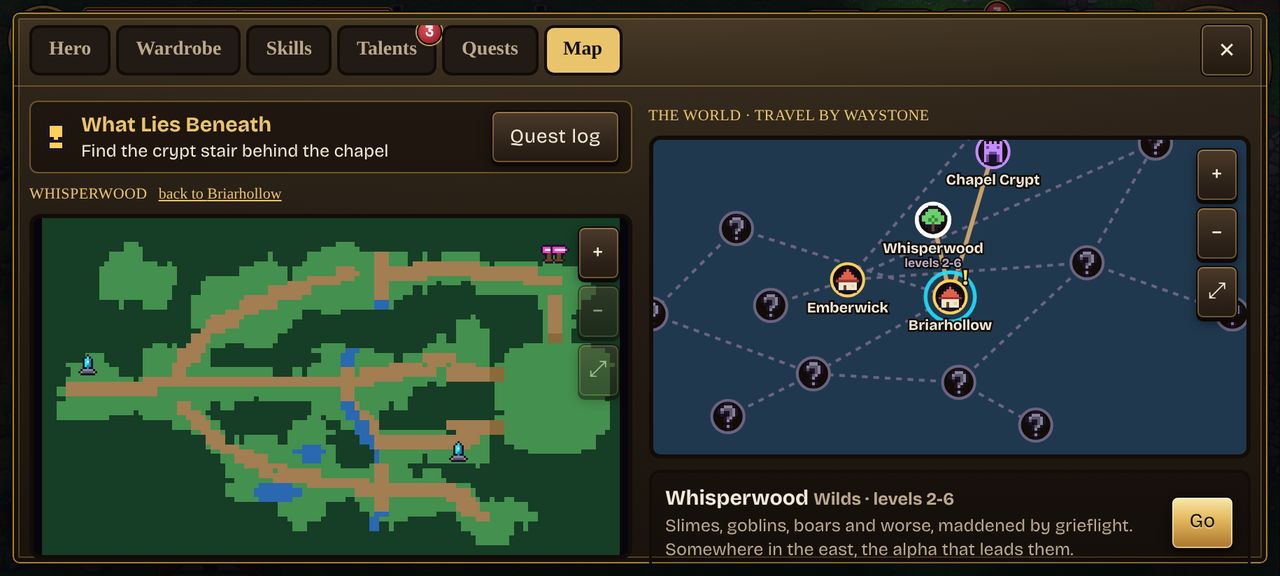 Hero
Wardrobe
Skills
Talents
3
Quests
Map
×
What Lies Beneath
Find the crypt stair behind the chapel
Quest log
WHISPERWOOD back to Briarhollow
+
−
THE WORLD · TRAVEL BY WAYSTONE
?
Chapel Crypt
+
?
Whisperwood
levels 2-6
−
?
!
Emberwick
?
Briarhollow
?
?
?
?
Whisperwood Wilds · levels 2-6
Slimes, goblins, boars and worse, maddened by grieflight.
Somewhere in the east, the alpha that leads them.
Go